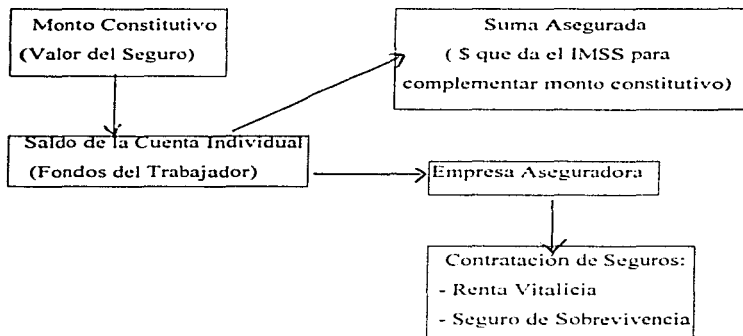 Monto Constitutivo
(Valor del Seguro)
Suma Asegurada
( $ que da el IMSS para
complementar monto constitutivo)
Saldo de la Cuenta Individual
(Fondos del Trabajador)
Empresa Aseguradora
Contratación de Seguros:
- Renta Vitalicia
- Seguro de Sobrevivencia